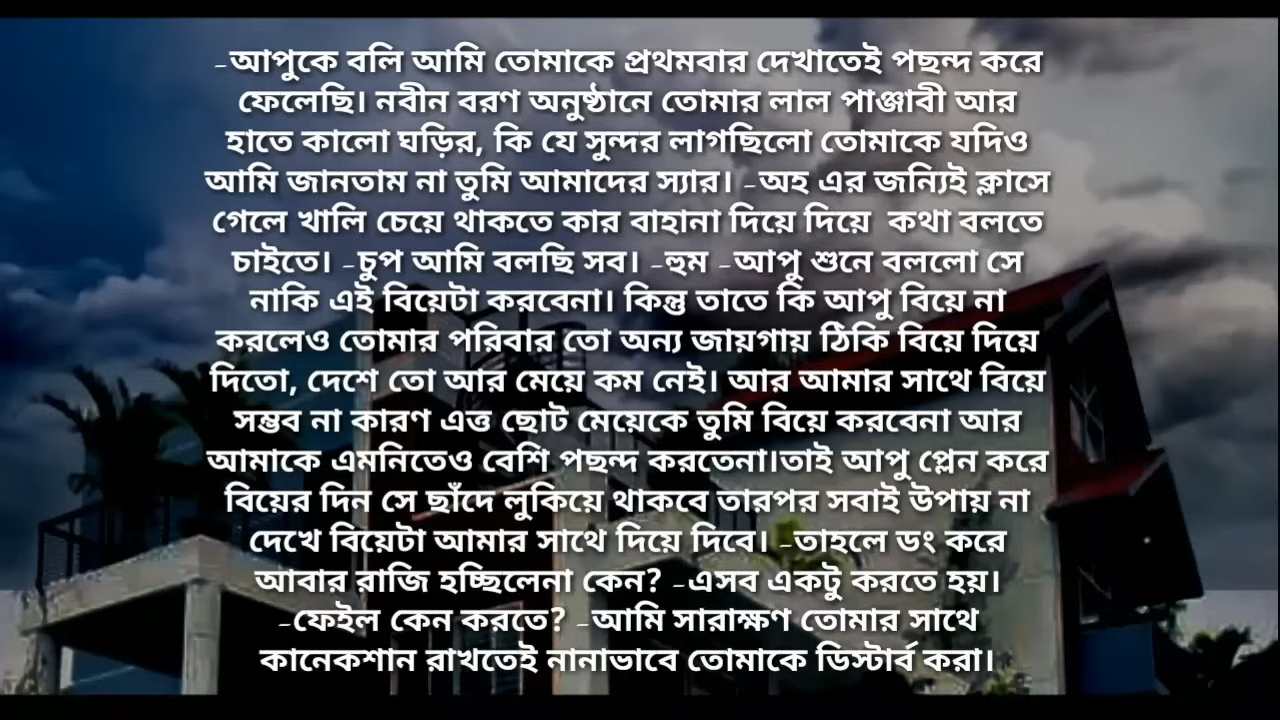 -আপুকে বলি আমি তোমাকে প্রথমবার দেখাতেই পছন্দ করে
ফেলেছি। নবীন বরণ অনুষ্ঠানে তোমার লাল পাঞ্জাবী আর
হাতে কালো ঘড়ির, কি যে সুন্দর লাগছিলো তোমাকে যদিও
আমি জানতাম না তুমি আমাদের স্যার। -অহ এর জন্যিই ক্লাসে
গেলে খালি চেয়ে থাকতে কার বাহানা দিয়ে দিয়ে কথা বলতে
চাইতে। -চুপ আমি বলছি সব। -হুম -আপু শুনে বললো সে
নাকি এই বিয়েটা করবেনা। কিন্তু তাতে কি আপু বিয়ে না
করলেও তোমার পরিবার তো অন্য জায়গায় ঠিকি বিয়ে দিয়ে
দিতো, দেশে তো আর মেয়ে কম নেই। আর আমার সাথে বিয়ে
সম্ভব না কারণ এত্ত ছোট মেয়েকে তুমি বিয়ে করবেনা আর
আমাকে এমনিতেও বেশি পছন্দ করতেনা।তাই আপু প্লেন করে
বিয়ের দিন সে ছাঁদে লুকিয়ে থাকবে তারপর সবাই উপায় না
দেখে বিয়েটা আমার সাথে দিয়ে দিবে। -তাহলে ডং করে
আবার রাজি হচ্ছিলেনা কেন? -এসব একটু করতে হয়।
-ফেইল কেন করতে? -আমি সারাক্ষণ তোমার সাথে
কানেকশান রাখতেই নানাভাবে তোমাকে ডিস্টার্ব করা।